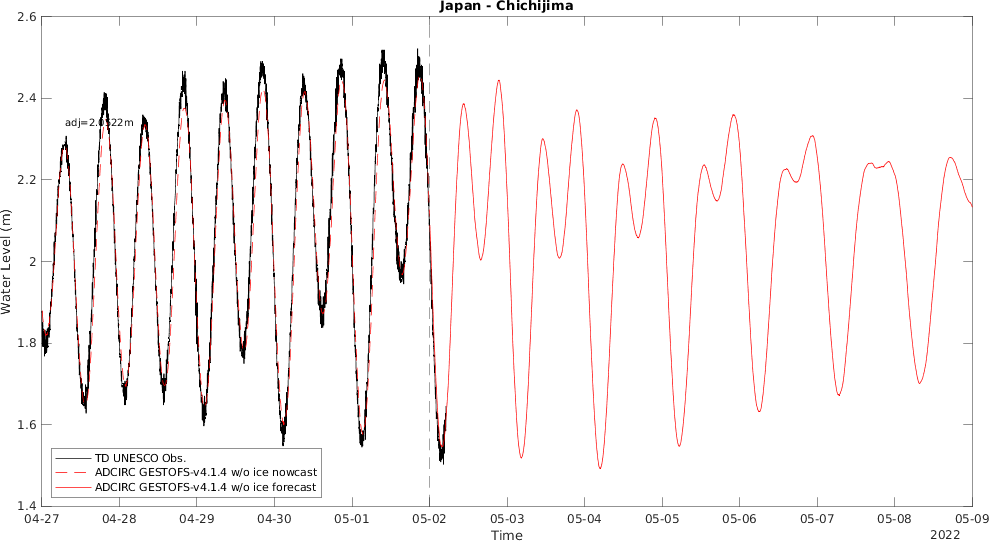 Japan - Chichijima
2.6
2.4
2.2
2
1.8
1.6
1.4
Water Level (m)
adj=2.0522m
TD UNESCO Obs.
ADCIRC GESTOFS-v4.1.4 w/o ice nowcast
ADCIRC GESTOFS-v4.1.4 w/o ice forecast
04-27 04-28 04-29 04-30 05-01 05-02 05-03 05-04 05-05 05-06 05-07 05-08 05-09
Time
2022